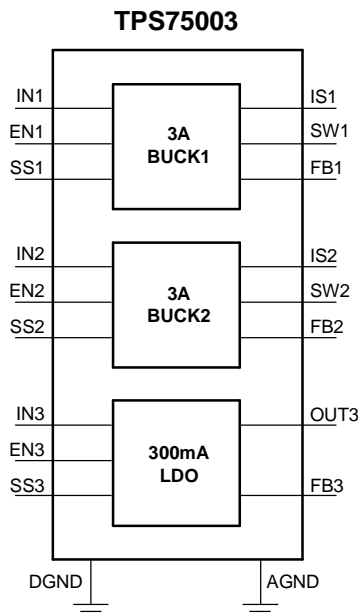 TPS75003
IN1
EN1
SS1
3A
BUCK1
IS1
SW1
FB1
IN2
EN2
SS2
3A
BUCK2
IS2
SW2
FB2
IN3
EN3
SS3
300mA
LDO
OUT3
FB3
DGND
AGND